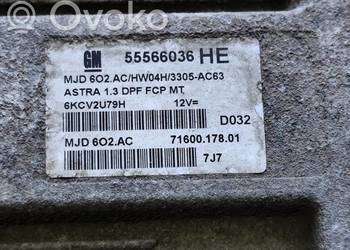 © ovoko.lt
GM 55566036 HE
MJD 6O2.AC/HW04H/3305-AC63
ASTRA 1.3 DPF FCP MT
6KCV2U79H 12V=
D032
MJD 6O2.AC 71600.178.01
7J7